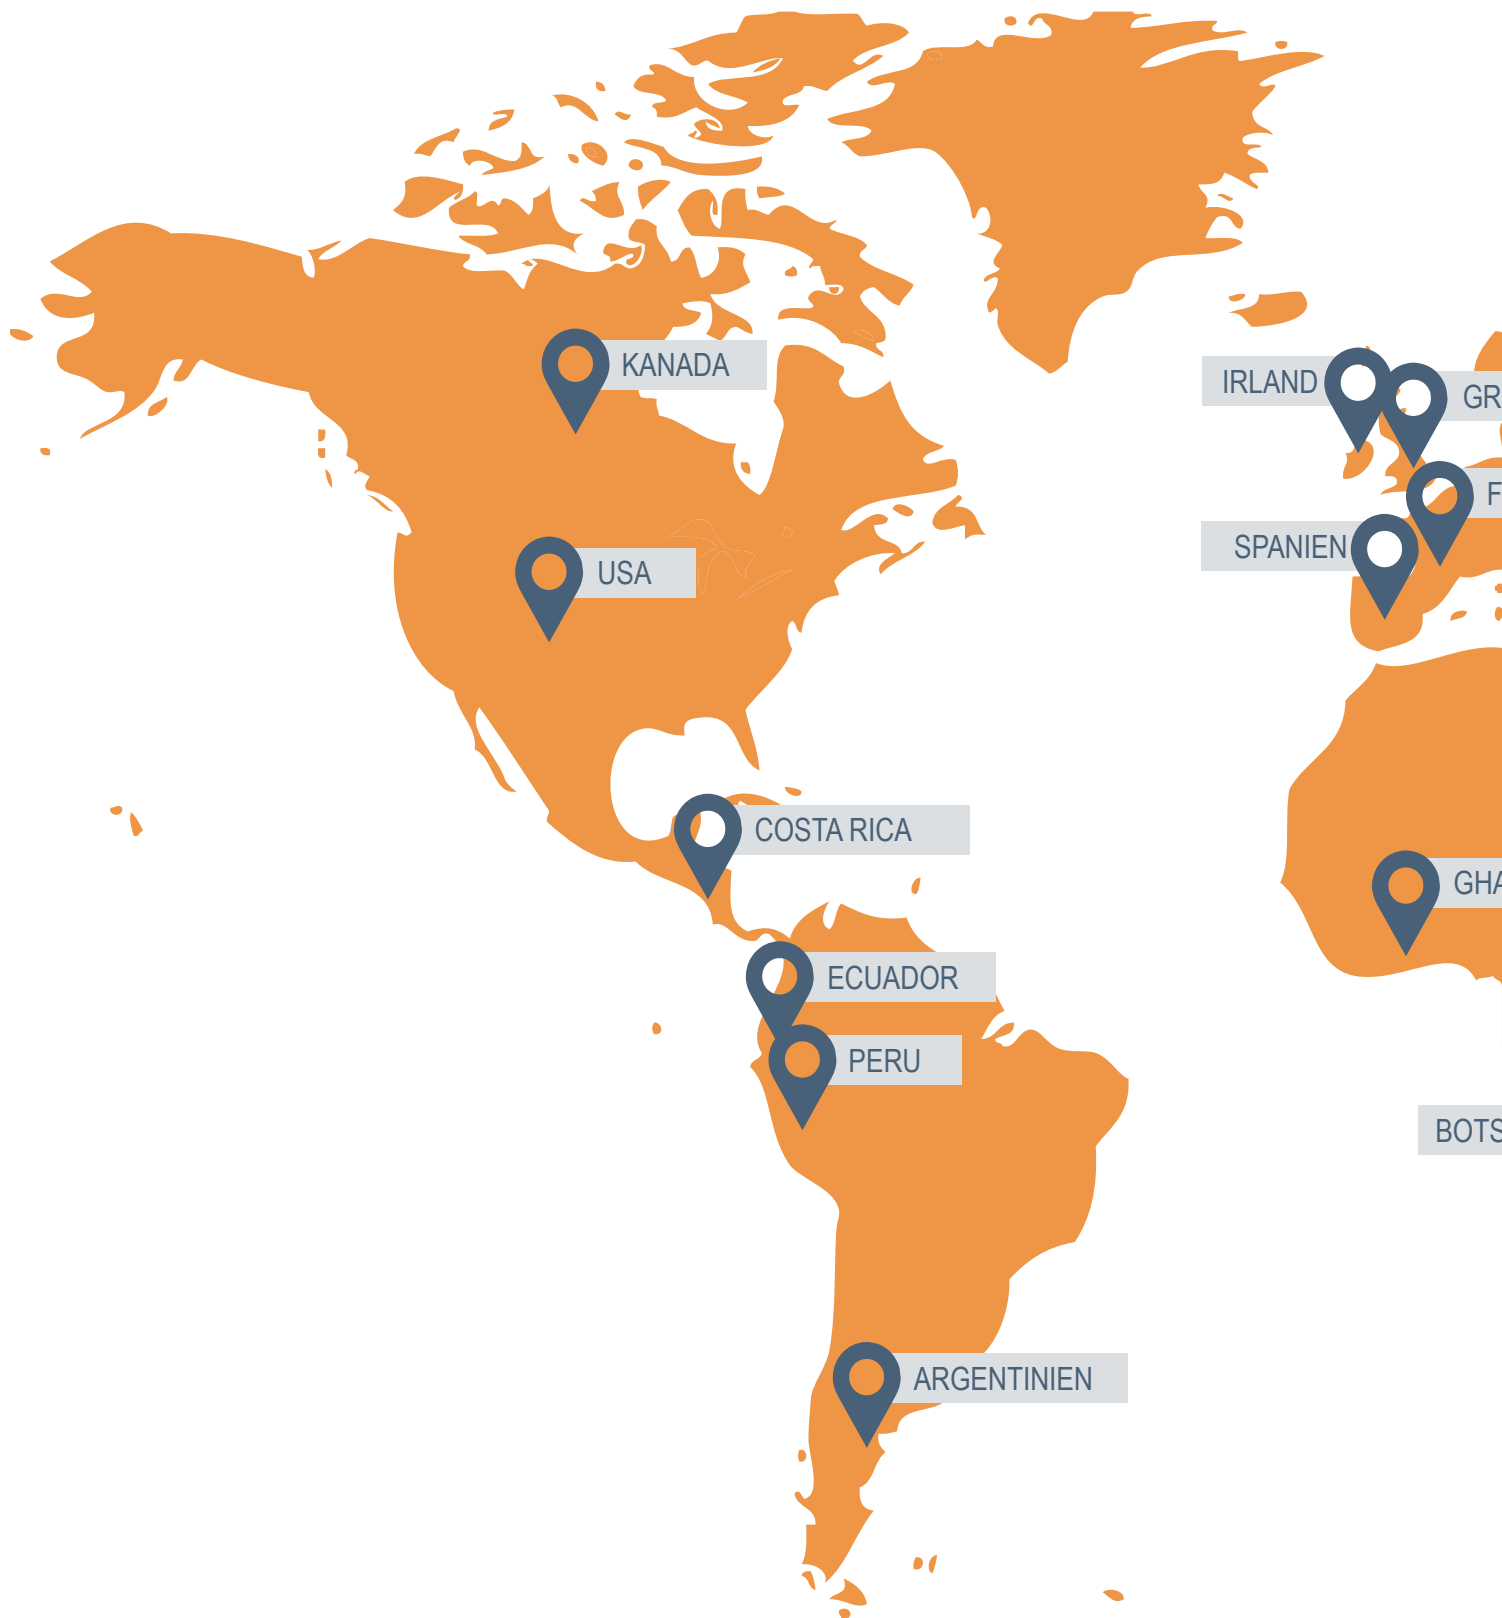 KANADA
IRLAND
GR
F
SPANIEN
USA
COSTA RICA
GHA
ECUADOR
PERU
BOTS
ARGENTINIEN